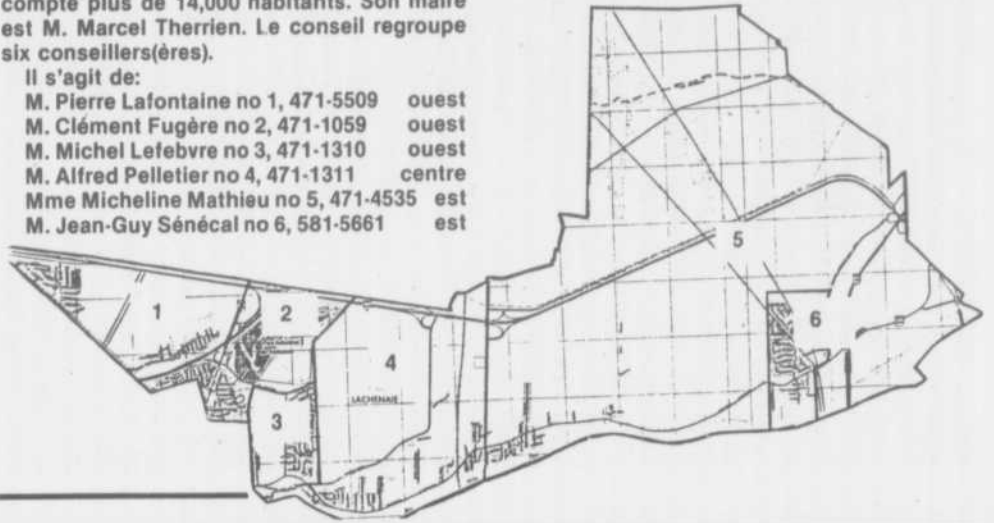 compte plus de 14,000 habitants. Son maire
est M. Marcel Therrien. Le conseil regroupe
six conseillers(ères).
Il s'agit de:
M. Pierre Lafontaine no 1, 471-5509 ouest
M. Clément Fugère no 2, 471-1059 ouest
M. Michel Lefebvre no 3, 471-1310 ouest
M. Alfred Pelletier no 4, 471-1311 centre
Mme Micheline Mathieu no 5, 471-4535 est
M. Jean-Guy Sénécal no 6, 581-5661 est
5
1
2
6
4
LACHENAIE
3